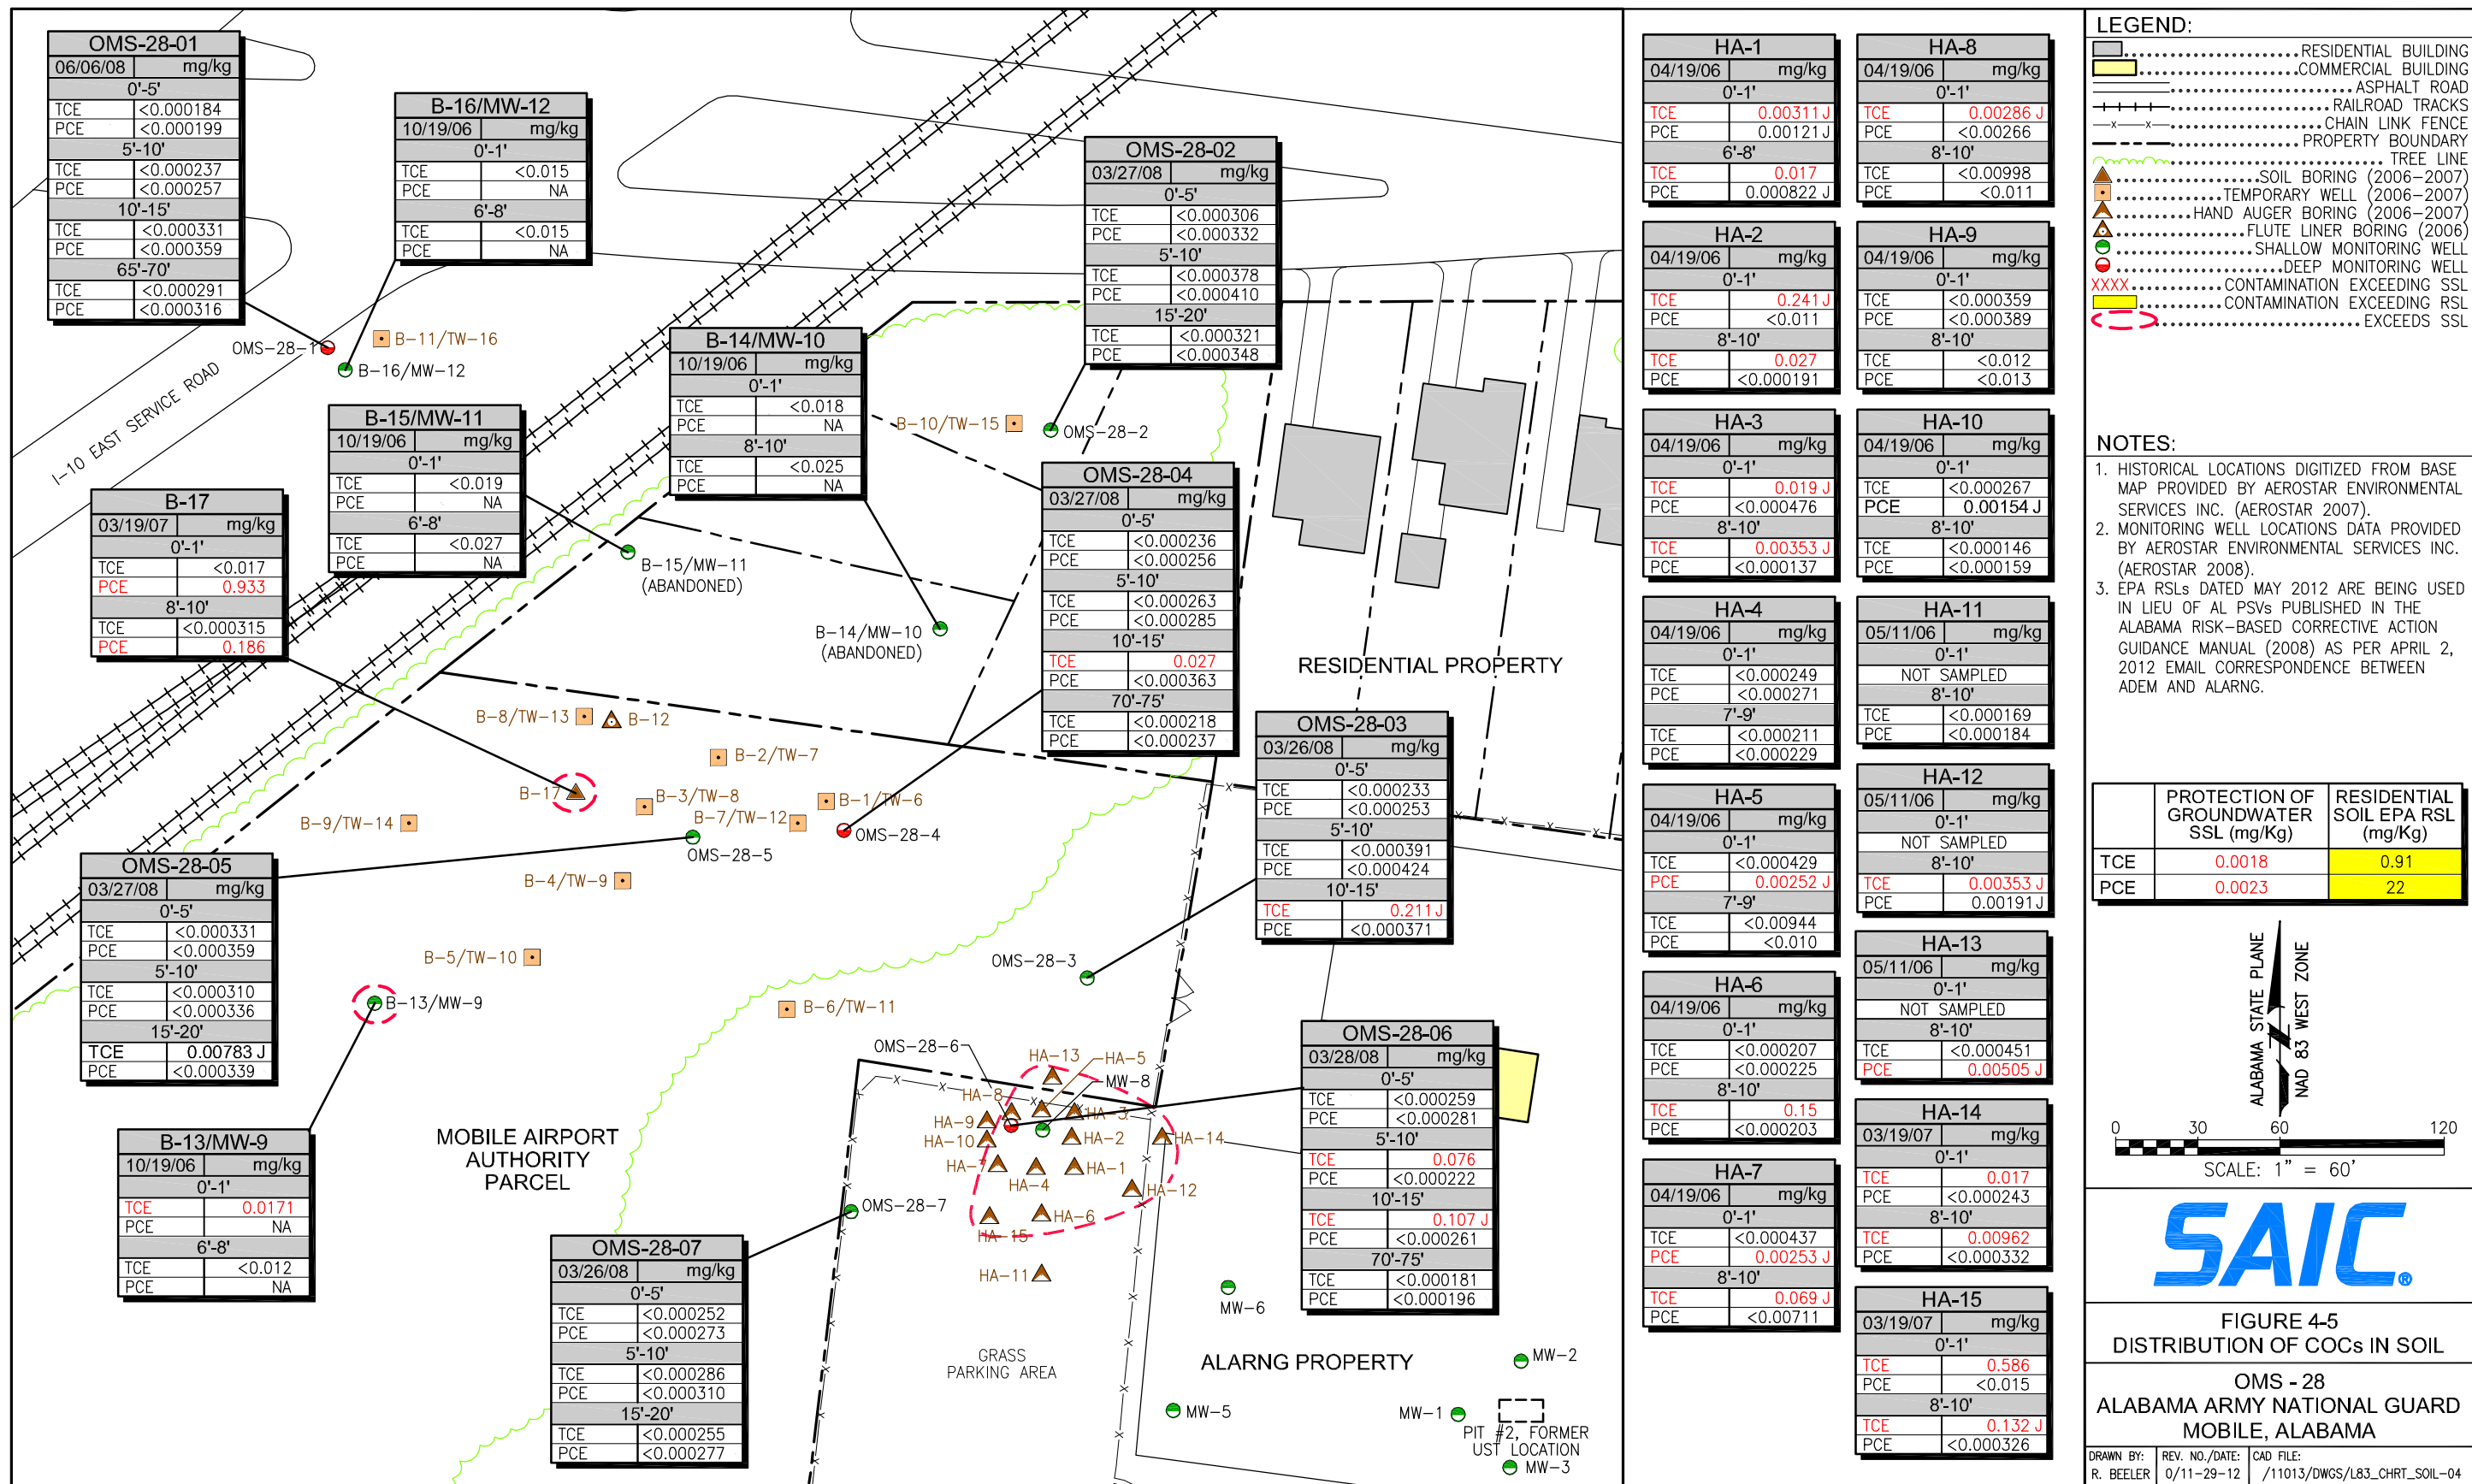 OMS-28-01
06/06/08 mg/kg
0'-5'
TCE <0.000184
PCE <0.000199
5'-10'
TCE <0.000237
PCE <0.000257
10'-15'
TCE <0.000331
PCE <0.000359
65'-70'
TCE <0.000291
PCE <0.000316
B-16/MW-12
10/19/06 mg/kg
0'-1'
TCE <0.015
PCE NA
6'-8'
TCE <0.015
PCE NA
OMS-28-02
03/27/08 mg/kg
0'-5'
TCE <0.000306
PCE <0.000332
5'-10'
TCE <0.000378
PCE <0.000410
15'-20'
TCE <0.000321
PCE <0.000348
B-14/MW-10
10/19/06 mg/kg
0'-1'
TCE <0.018
PCE NA
8'-10'
TCE <0.025
PCE NA
B-15/MW-11
10/19/06 mg/kg
0'-1'
TCE <0.019
PCE NA
6'-8'
TCE <0.027
PCE NA
B-17
03/19/07 mg/kg
0'-1'
TCE <0.017
PCE 0.933
8'-10'
TCE <0.000315
PCE 0.186
OMS-28-04
03/27/08 mg/kg
0'-5'
TCE <0.000236
PCE <0.000256
5'-10'
TCE <0.000263
PCE <0.000285
10'-15'
TCE 0.027
PCE <0.000363
70'-75'
TCE <0.000218
PCE <0.000237
OMS-28-03
03/26/08 mg/kg
0'-5'
TCE <0.000233
PCE <0.000253
5'-10'
TCE <0.000391
PCE <0.000424
10'-15'
TCE 0.211 J
PCE <0.000371
OMS-28-05
03/27/08 mg/kg
0'-5'
TCE <0.000331
PCE <0.000359
5'-10'
TCE <0.000310
PCE <0.000336
15'-20'
TCE 0.00783 J
PCE <0.000339
B-13/MW-9
10/19/06 mg/kg
0'-1'
TCE 0.0171
PCE NA
6'-8'
TCE <0.012
PCE NA
OMS-28-06
03/28/08 mg/kg
0'-5'
TCE <0.000259
PCE <0.000281
5'-10'
TCE 0.076
PCE <0.000222
10'-15'
TCE 0.107 J
PCE <0.000261
70'-75'
TCE <0.000181
PCE <0.000196
OMS-28-07
03/26/08 mg/kg
0'-5'
TCE <0.000252
PCE <0.000273
5'-10'
TCE <0.000286
PCE <0.000310
15'-20'
TCE <0.000255
PCE <0.000277
OMS-28-1
B-11/TW-16
B-16/MW-12
I-10 EAST SERVICE ROAD
B-10/TW-15
OMS-28-2
B-15/MW-11
(ABANDONED)
B-14/MW-10
(ABANDONED)
RESIDENTIAL PROPERTY
B-8/TW-13
B-12
B-2/TW-7
B-17
B-3/TW-8
B-1/TW-6
B-7/TW-12
B-9/TW-14
OMS-28-4
OMS-28-5
B-4/TW-9
B-5/TW-10
OMS-28-3
B-13/MW-9
B-6/TW-11
OMS-28-6
HA-13
HA-5
MW-8
HA-8
HA-9
HA-3
HA-10
HA-2
HA-14
HA-7
HA-1
HA-4
HA-12
HA-6
HA-15
HA-11
MOBILE AIRPORT
AUTHORITY
PARCEL
OMS-28-7
MW-6
GRASS
PARKING AREA
ALARNG PROPERTY
MW-2
MW-5
MW-1
PIT #2, FORMER
UST LOCATION
MW-3
HA-1
04/19/06 mg/kg
0'-1'
TCE 0.00311 J
PCE 0.00121 J
6'-8'
TCE 0.017
PCE 0.000822 J
HA-2
04/19/06 mg/kg
0'-1'
TCE 0.241 J
PCE <0.011
8'-10'
TCE 0.027
PCE <0.000191
HA-3
04/19/06 mg/kg
0'-1'
TCE 0.019 J
PCE <0.000476
8'-10'
TCE 0.00353 J
PCE <0.000137
HA-4
04/19/06 mg/kg
0'-1'
TCE <0.000249
PCE <0.000271
7'-9'
TCE <0.000211
PCE <0.000229
HA-5
04/19/06 mg/kg
0'-1'
TCE <0.000429
PCE 0.00252 J
7'-9'
TCE <0.00944
PCE <0.010
HA-6
04/19/06 mg/kg
0'-1'
TCE <0.000207
PCE <0.000225
8'-10'
TCE 0.15
PCE <0.000203
HA-7
04/19/06 mg/kg
0'-1'
TCE <0.000437
PCE 0.00253 J
8'-10'
TCE 0.069 J
PCE <0.00711
HA-8
04/19/06 mg/kg
0'-1'
TCE 0.00286 J
PCE <0.00266
8'-10'
TCE <0.00998
PCE <0.011
HA-9
04/19/06 mg/kg
0'-1'
TCE <0.000359
PCE <0.000389
8'-10'
TCE <0.012
PCE <0.013
HA-10
04/19/06 mg/kg
0'-1'
TCE <0.000267
PCE 0.00154 J
8'-10'
TCE <0.000146
PCE <0.000159
HA-11
05/11/06 mg/kg
0'-1'
NOT SAMPLED
8'-10'
TCE <0.000169
PCE <0.000184
HA-12
05/11/06 mg/kg
0'-1'
NOT SAMPLED
8'-10'
TCE 0.00353 J
PCE 0.00191 J
HA-13
05/11/06 mg/kg
0'-1'
NOT SAMPLED
8'-10'
TCE <0.000451
PCE 0.00505 J
HA-14
03/19/07 mg/kg
0'-1'
TCE 0.017
PCE <0.000243
8'-10'
TCE 0.00962
PCE <0.000332
HA-15
03/19/07 mg/kg
0'-1'
TCE 0.586
PCE <0.015
8'-10'
TCE 0.132 J
PCE <0.000326
LEGEND:
RESIDENTIAL BUILDING
COMMERCIAL BUILDING
ASPHALT ROAD
RAILROAD TRACKS
CHAIN LINK FENCE
PROPERTY BOUNDARY
TREE LINE
SOIL BORING (2006-2007)
TEMPORARY WELL (2006-2007)
HAND AUGER BORING (2006-2007)
FLUTE LINER BORING (2006)
SHALLOW MONITORING WELL
DEEP MONITORING WELL
XXXX CONTAMINATION EXCEEDING SSL
CONTAMINATION EXCEEDING RSL
EXCEEDS SSL
NOTES:
1. HISTORICAL LOCATIONS DIGITIZED FROM BASE
MAP PROVIDED BY AEROSTAR ENVIRONMENTAL
SERVICES INC. (AEROSTAR 2007).
2. MONITORING WELL LOCATIONS DATA PROVIDED
BY AEROSTAR ENVIRONMENTAL SERVICES INC.
(AEROSTAR 2008).
3. EPA RSLs DATED MAY 2012 ARE BEING USED
IN LIEU OF AL PSVs PUBLISHED IN THE
ALABAMA RISK-BASED CORRECTIVE ACTION
GUIDANCE MANUAL (2008) AS PER APRIL 2,
2012 EMAIL CORRESPONDENCE BETWEEN
ADEM AND ALARNG.
PROTECTION OF GROUNDWATER SSL (mg/Kg) RESIDENTIAL SOIL EPA RSL (mg/Kg)
TCE 0.0018 0.91
PCE 0.0023 22
ALABAMA STATE PLANE
NAD 83 WEST ZONE
0 30 60 120
SCALE: 1" = 60'
SAIC®
FIGURE 4-5
DISTRIBUTION OF COCs IN SOIL
OMS - 28
ALABAMA ARMY NATIONAL GUARD
MOBILE, ALABAMA
DRAWN BY: REV. NO./DATE: CAD FILE:
R. BEELER 0/11-29-12 /11013/DWGS/L83_CHRT_SOIL-04